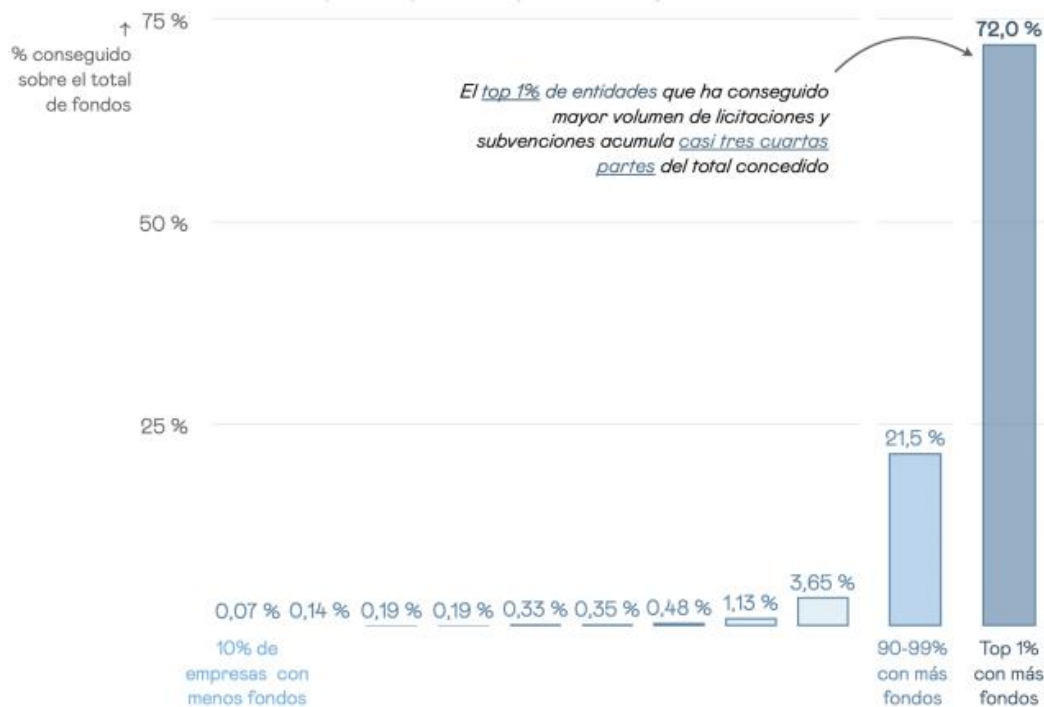 75 %
↑
% conseguido
sobre el total
de fondos
72,0 %
El top 1% de entidades que ha conseguido
mayor volumen de licitaciones y
subvenciones acumula casi tres cuartas
partes del total concedido
50 %
25 %
21,5 %
0,07 % 0,14 % 0,19 % 0,19 % 0,33 % 0,35 % 0,48 % 1,13 % 3,65 %
10% de
empresas con
menos fondos
90-99%
con más
fondos
Top 1%
con más
fondos